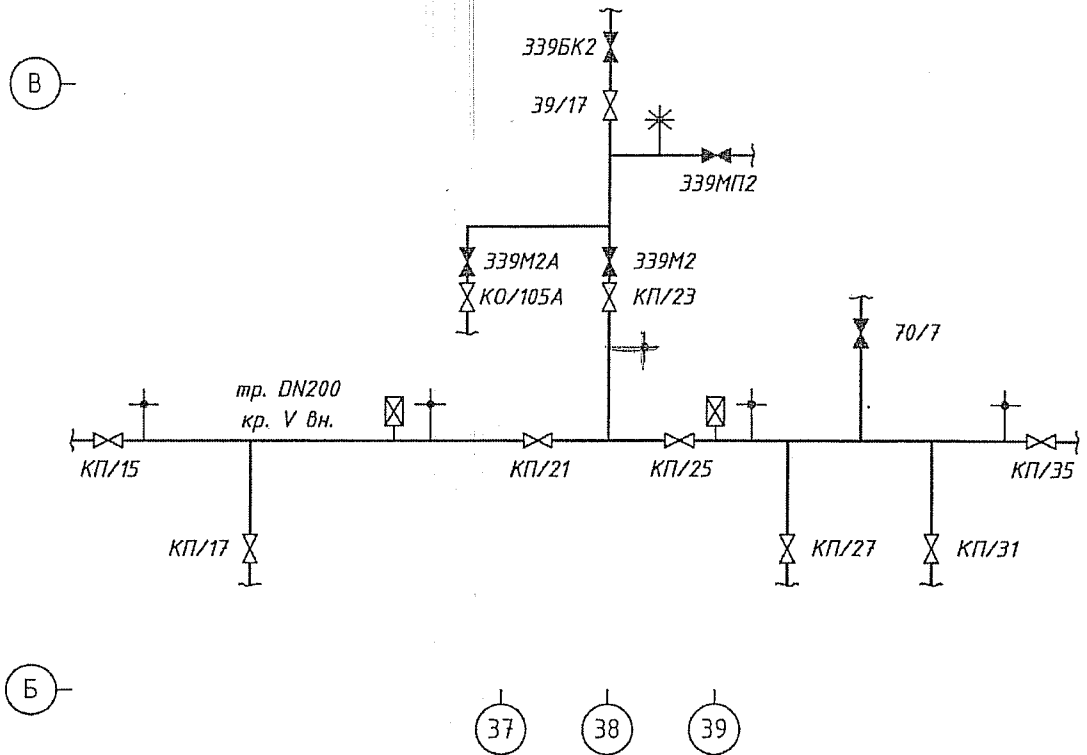 339БК2
В
39/17
339МП2
339М2А
339М2
КО/105А
КП/23
70/7
тр. DN200
кр. V вн.
КП/15
КП/21
КП/25
КП/35
КП/17
КП/27
КП/31
Б
37
38
39